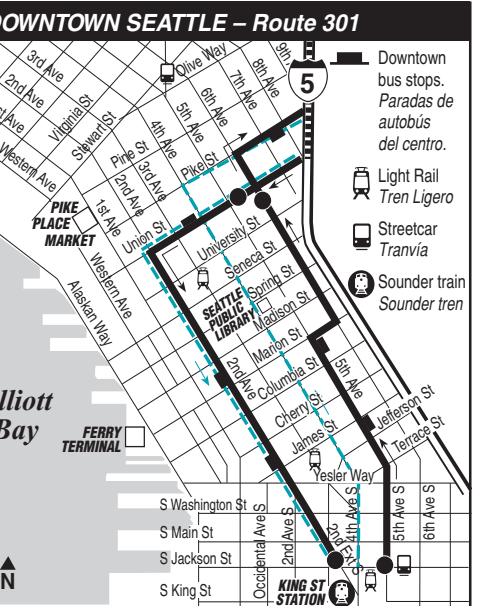 DOWNTOWN SEATTLE – Route 301
3rd Ave
2nd Ave
1st Ave
Western Ave
Virginia St
Stewart St
Olive Way
9th Ave
8th Ave
7th Ave
6th Ave
5th Ave
4th Ave
3rd Ave
2nd Ave
1st Ave
Pine St
Pike St
PIKE
PLACE
MARKET
Union St
Western Ave
Alaskan Way
University St
Seneca St
Spring St
SEATTLE
PUBLIC
LIBRARY
Madison St
Marion St
2nd Ave
Columbia St
5th Ave
Cherry St
James St
Jefferson St
Terrace St
Yesler Way
Elliott
Bay
FERRY
TERMINAL
S Washington St
S Main St
S Jackson St
S King St
Occidental Ave S
2nd Ave S
2nd Ext S
4th Ave S
5th Ave S
6th Ave S
KING ST
STATION
N
5
Downtown
bus stops.
Paradas de
autobús
del centro.
Light Rail
Tren Ligero
Streetcar
Tranvía
Sounder train
Sounder tren